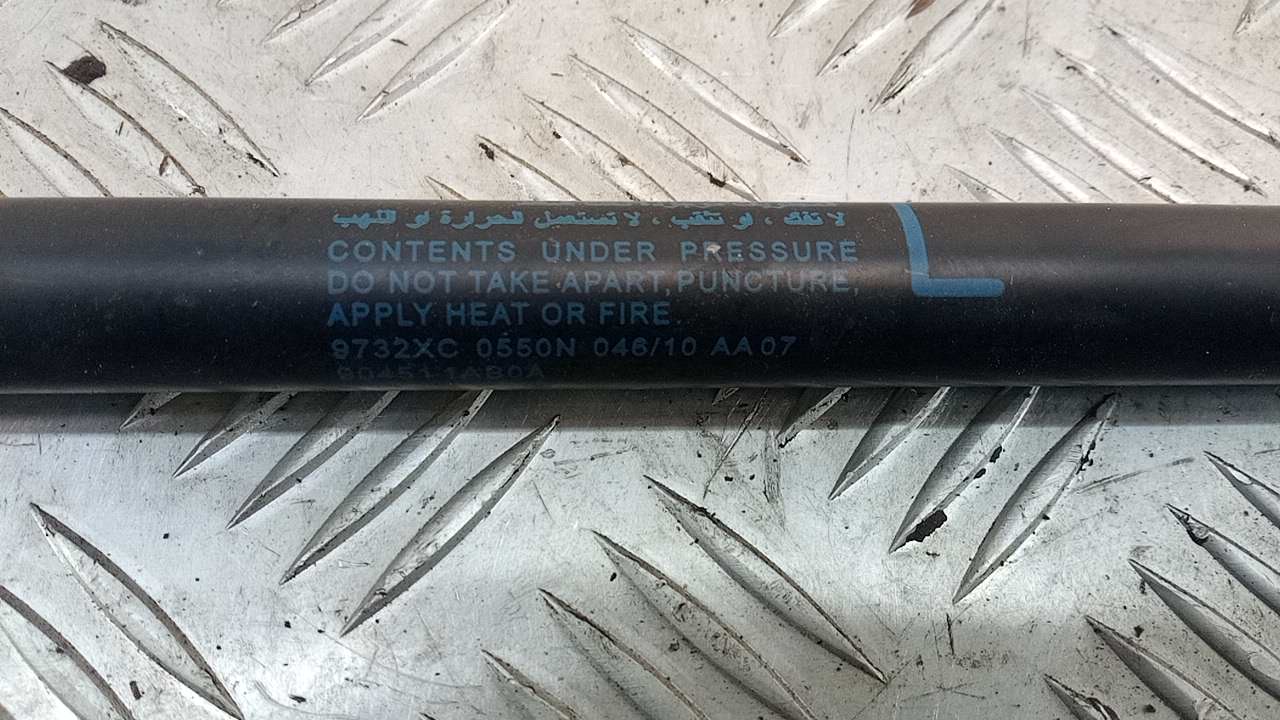 لا تفك ، او تثقب ، لا تستعمل للحرارة او اللهب
CONTENTS UNDER PRESSURE
DO NOT TAKE APART, PUNCTURE,
APPLY HEAT OR FIRE.
9732XC 0550N 046/10 AA07
L